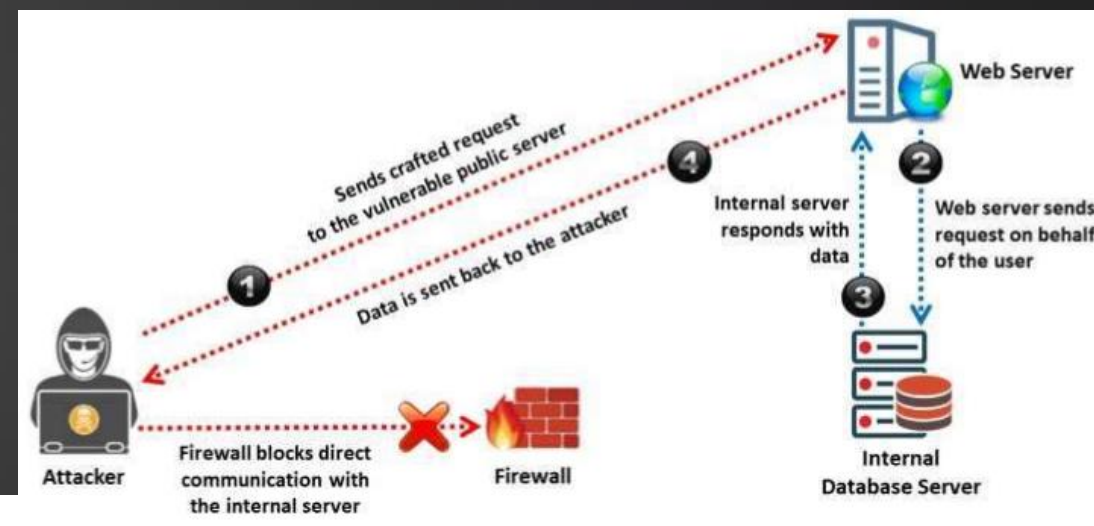 Web Server
Sends crafted request
to the vulnerable public server
1
4
Data is sent back to the attacker
Internal server
responds with
data
3
2
Web server sends
request on behalf
of the user
Attacker
Firewall blocks direct
communication with
the internal server
Firewall
Internal
Database Server